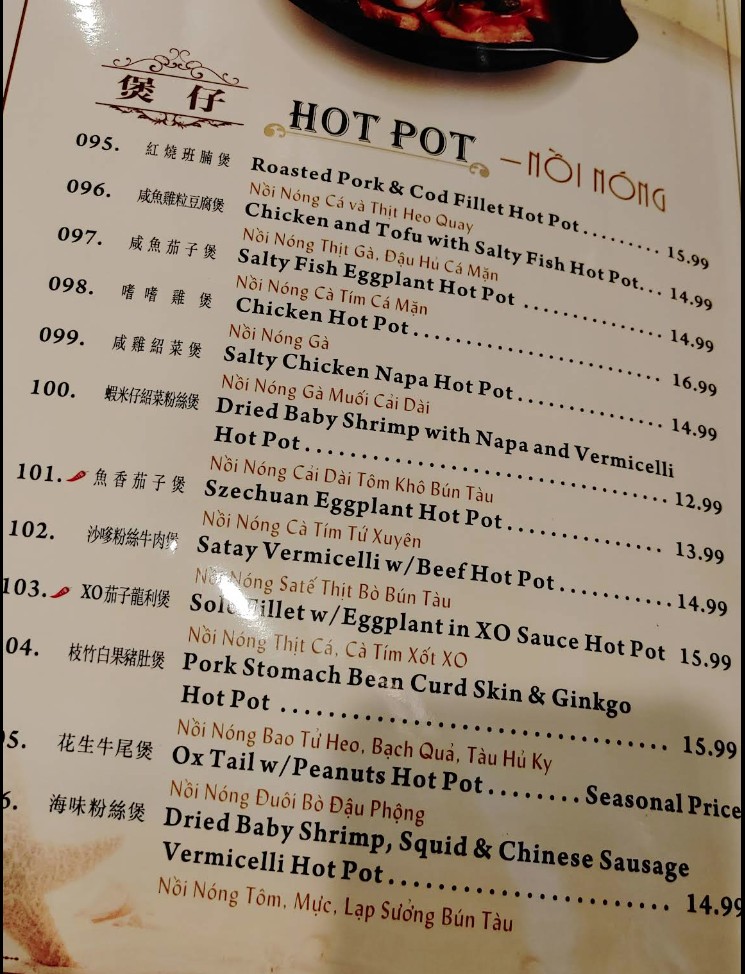 煲仔 HOT POT – NỒI NÓNG
095. 紅燒班腩煲 Roasted Pork & Cod Fillet Hot Pot ......... 15.99
Nồi Nóng Cá và Thịt Heo Quay
096. 咸魚雞粒豆腐煲 Chicken and Tofu with Salty Fish Hot Pot... 14.99
Nồi Nóng Thịt Gà, Đậu Hủ Cá Mặn
097. 咸魚茄子煲 Salty Fish Eggplant Hot Pot ................ 14.99
Nồi Nóng Cà Tím Cá Mặn
098. 嗜嗜雞煲 Chicken Hot Pot............................ 16.99
Nồi Nóng Gà
099. 咸雞紹菜煲 Salty Chicken Napa Hot Pot................. 14.99
Nồi Nóng Gà Muối Cải Dài
100. 蝦米仔紹菜粉絲煲 Dried Baby Shrimp with Napa and Vermicelli
Hot Pot......................................... 12.99
Nồi Nóng Cải Dài Tôm Khô Bún Tàu
101. 魚香茄子煲 Szechuan Eggplant Hot Pot.................. 13.99
Nồi Nóng Cà Tím Tứ Xuyên
102. 沙嗲粉絲牛肉煲 Satay Vermicelli w/Beef Hot Pot............ 14.99
Nồi Nóng Satế Thịt Bò Bún Tàu
103. XO茄子龍利煲 Sole Fillet w/Eggplant in XO Sauce Hot Pot 15.99
Nồi Nóng Thịt Cá, Cà Tím Xốt XO
04. 枝竹白果豬肚煲 Pork Stomach Bean Curd Skin & Ginkgo
Hot Pot ........................................ 15.99
Nồi Nóng Bao Tử Heo, Bạch Quả, Tàu Hủ Ky
05. 花生牛尾煲 Ox Tail w/Peanuts Hot Pot......... Seasonal Price
Nồi Nóng Đuôi Bò Đậu Phộng
6. 海味粉絲煲 Dried Baby Shrimp, Squid & Chinese Sausage
Vermicelli Hot Pot............................. 14.99
Nồi Nóng Tôm, Mực, Lạp Sưởng Bún Tàu